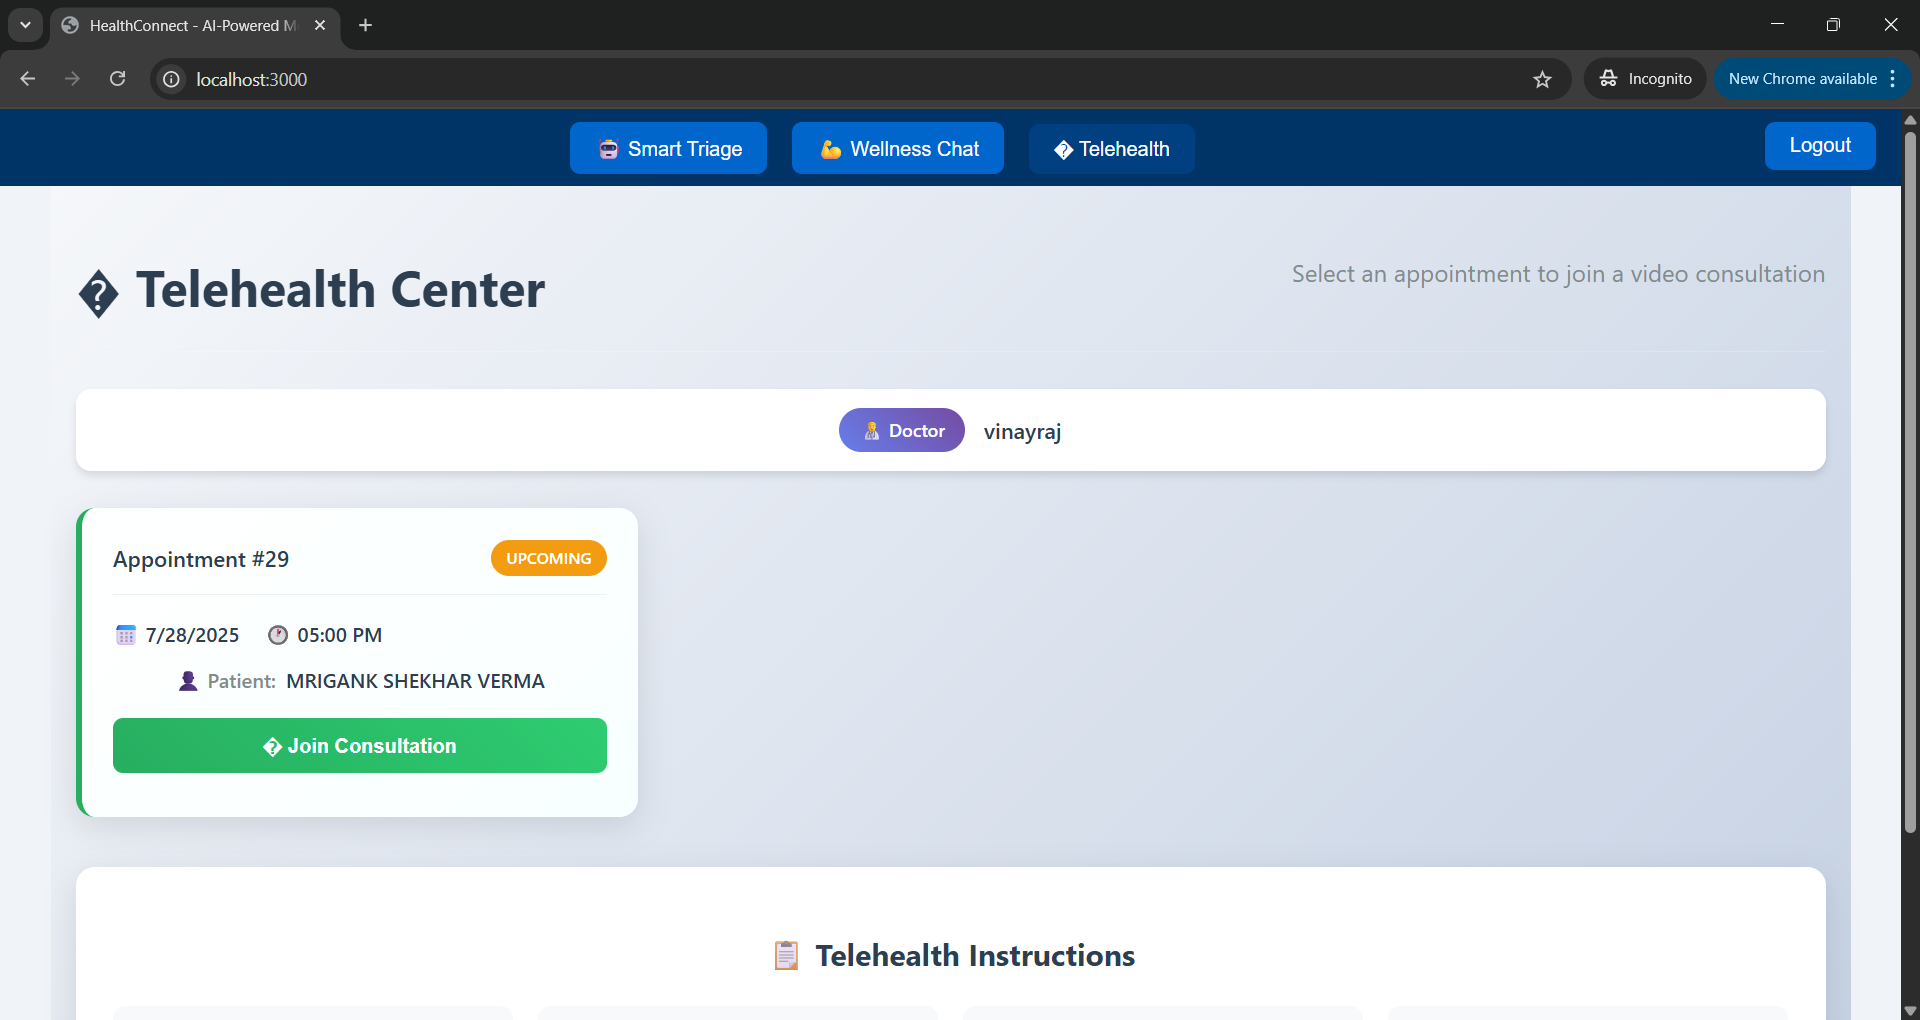 HealthConnect - AI-Powered M
localhost:3000
Incognito
New Chrome available
🤖 Smart Triage
💪 Wellness Chat
� Telehealth
Logout
� Telehealth Center
Select an appointment to join a video consultation
Doctor
vinayraj
Appointment #29
UPCOMING
7/28/2025
05:00 PM
Patient: MRIGANK SHEKHAR VERMA
� Join Consultation
📋 Telehealth Instructions